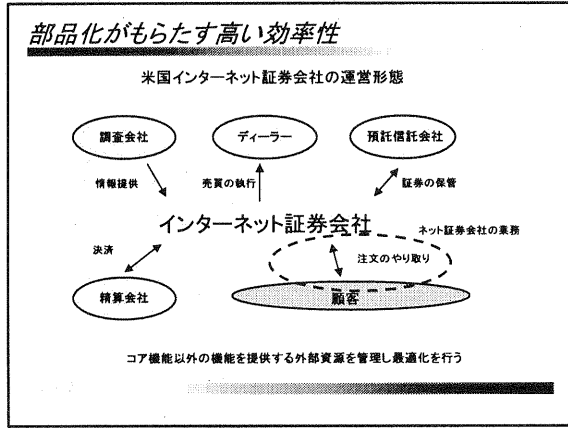 部品化がもたらす高い効率性
米国インターネット証券会社の運営形態
調査会社
ディーラー
預託信託会社
情報提供
売買の執行
証券の保管
インターネット証券会社
ネット証券会社の業務
決済
注文のやり取り
精算会社
顧客
コア機能以外の機能を提供する外部資源を管理し最適化を行う